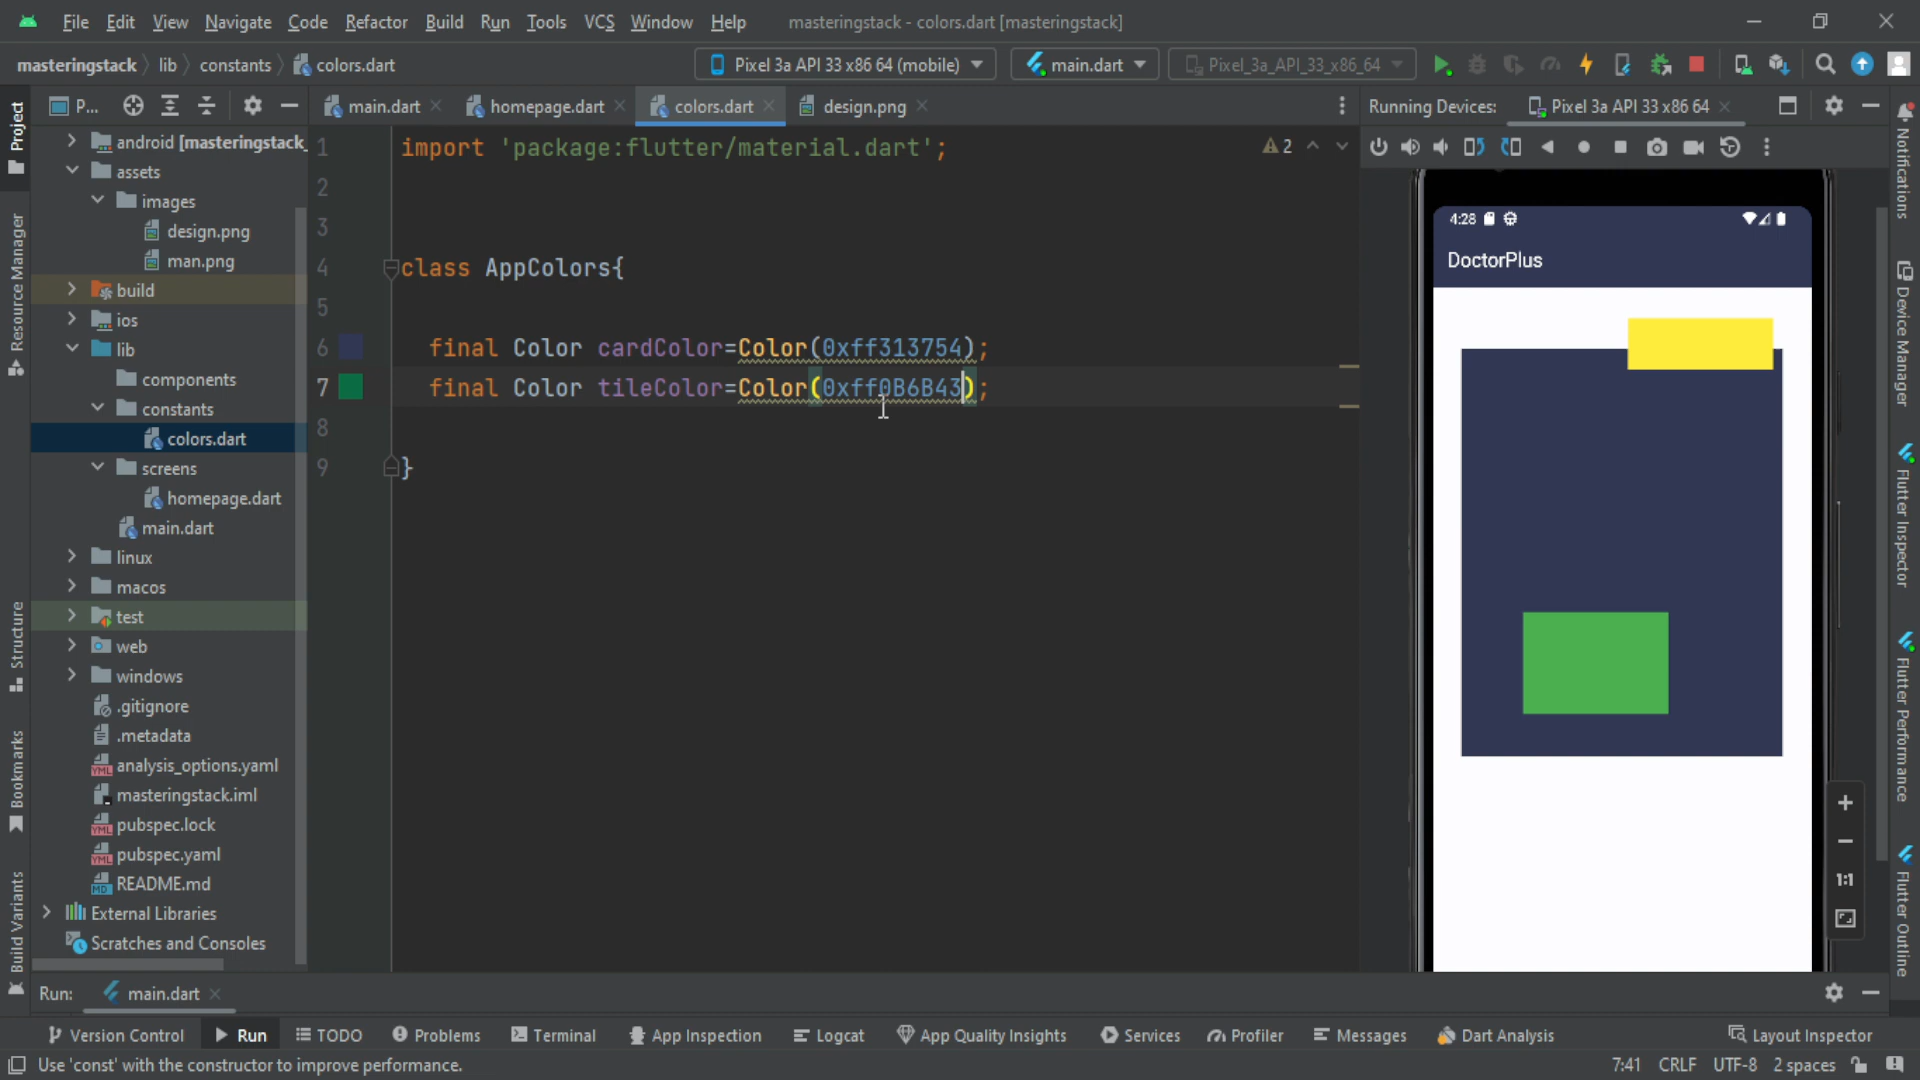 File Edit View Navigate Code Refactor Build Run Tools VCS Window Help masteringstack - colors.dart [masteringstack]
masteringstack lib constants colors.dart Pixel 3a API 33 x86 64 (mobile) main.dart Pixel_3a_API_33_x86_64
P... main.dart homepage.dart colors.dart design.png Running Devices: Pixel 3a API 33 x86 64
Project
Resource Manager
Structure
Bookmarks
Build Variants
android [masteringstack_
assets
images
design.png
man.png
build
ios
lib
components
constants
colors.dart
screens
homepage.dart
main.dart
linux
macos
test
web
windows
.gitignore
.metadata
analysis_options.yaml
masteringstack.iml
pubspec.lock
pubspec.yaml
README.md
External Libraries
Scratches and Consoles
1 import 'package:flutter/material.dart';
2
3
4 class AppColors{
5
6 final Color cardColor=Color(0xff313754);
7 final Color tileColor=Color(0xff0B6B43);
8
9 }
2
4:28
DoctorPlus
1:1
Notifications
Device Manager
Flutter Inspector
Flutter Performance
Flutter Outline
Run: main.dart
Version Control Run TODO Problems Terminal App Inspection Logcat App Quality Insights Services Profiler Messages Dart Analysis Layout Inspector
Use 'const' with the constructor to improve performance. 7:41 CRLF UTF-8 2 spaces